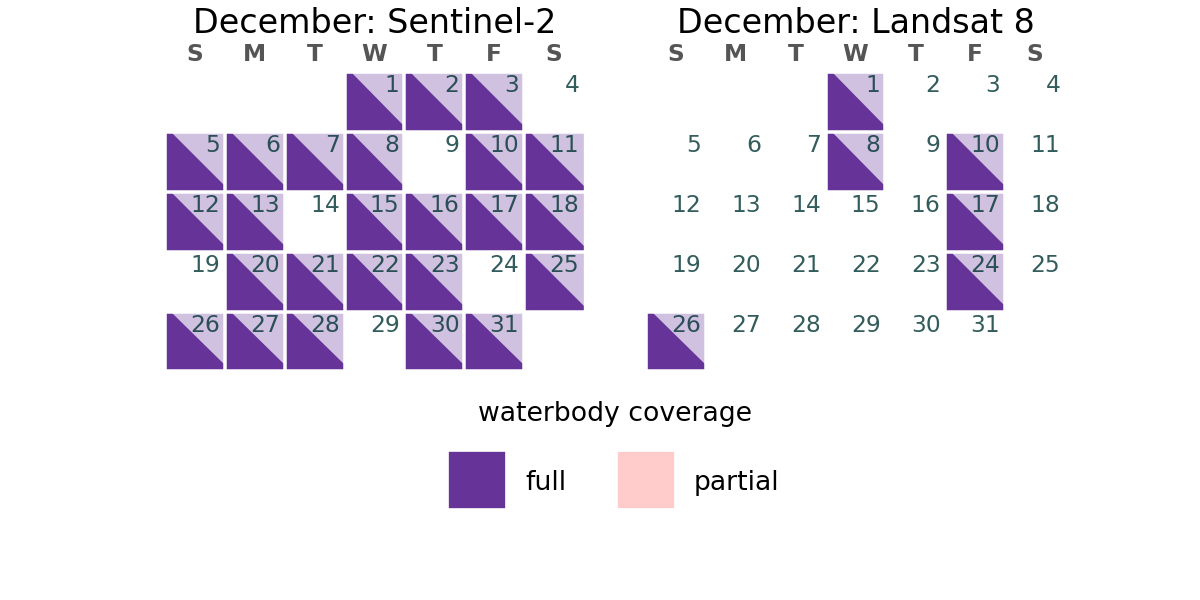 December: Sentinel-2
S M T W T F S
1 2 3 4
5 6 7 8 9 10 11
12 13 14 15 16 17 18
19 20 21 22 23 24 25
26 27 28 29 30 31
December: Landsat 8
S M T W T F S
1 2 3 4
5 6 7 8 9 10 11
12 13 14 15 16 17 18
19 20 21 22 23 24 25
26 27 28 29 30 31
waterbody coverage
full partial